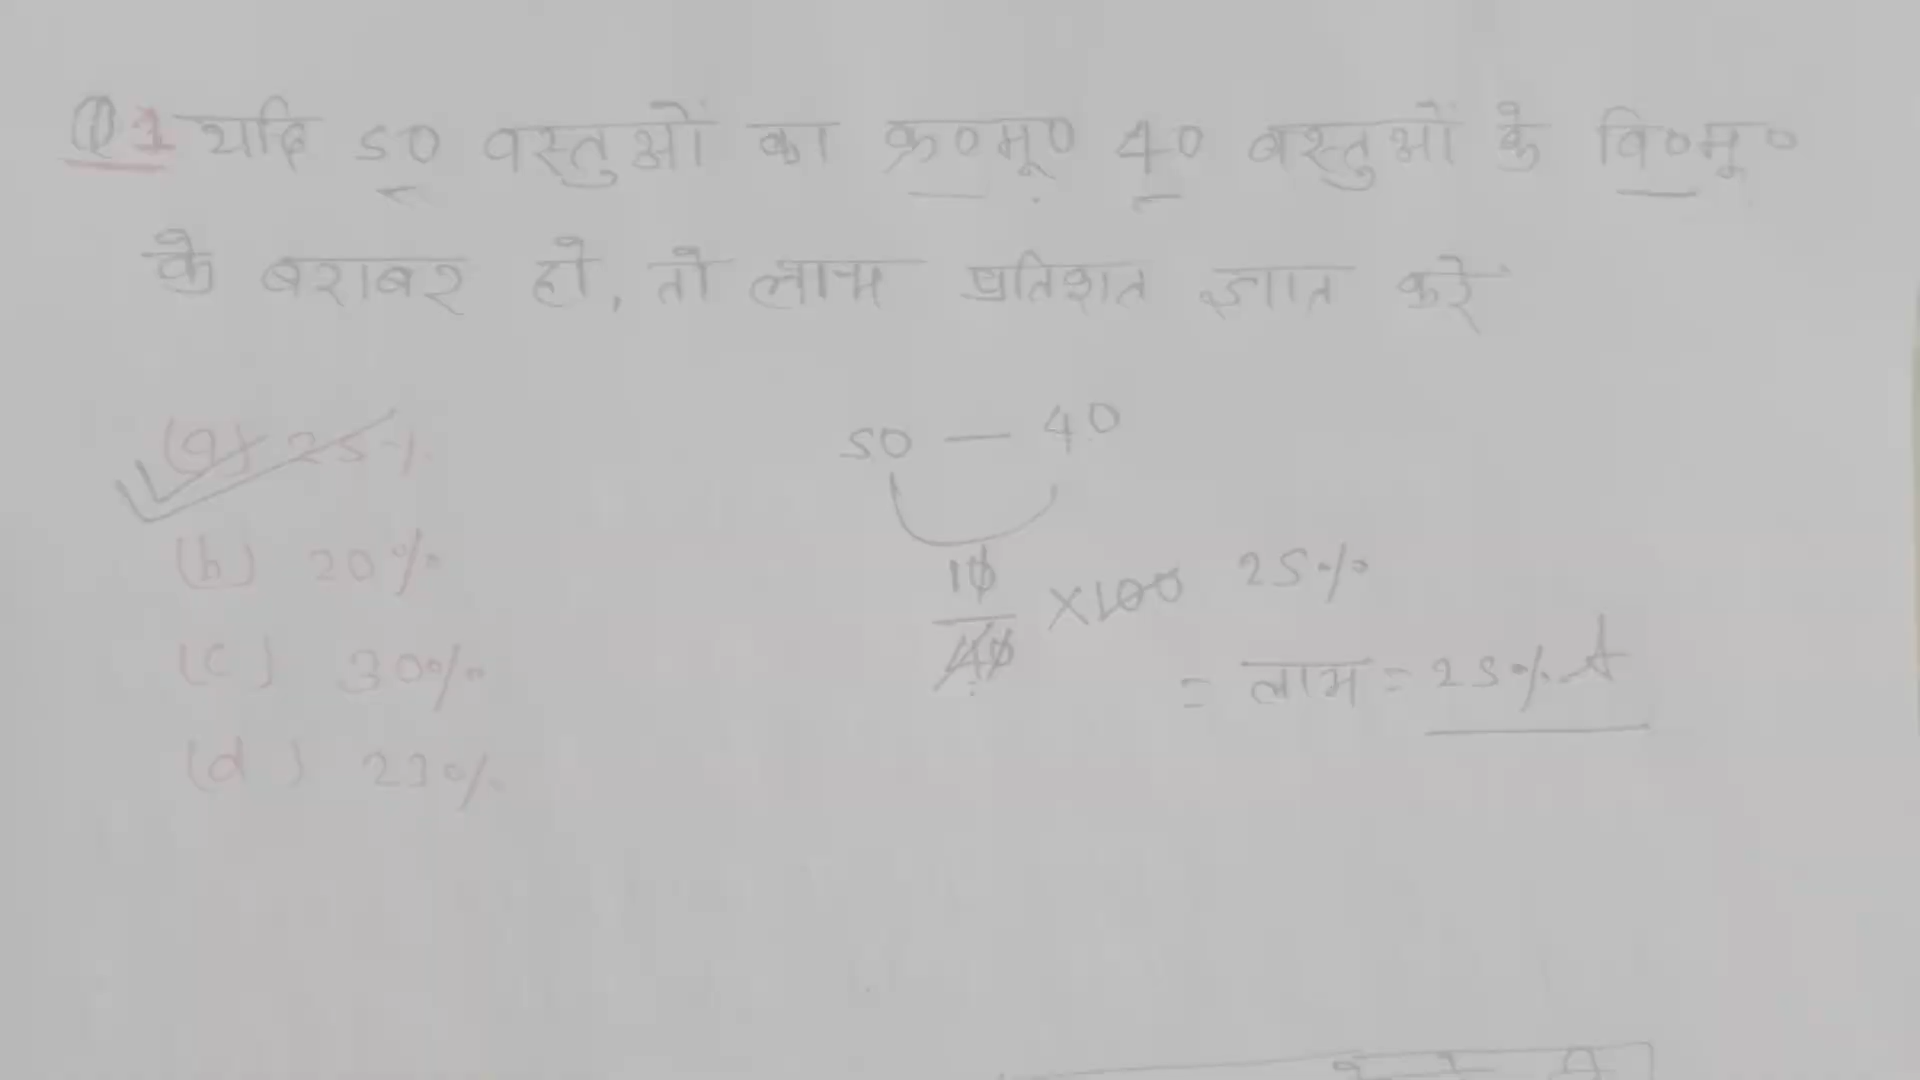 Q1 यदि 50 वस्तुओं का क्र०मू० 40 वस्तुओं के वि०मू०
के बराबर हो, तो लाभ प्रतिशत ज्ञात करें
(a) 25%
50 — 40
(b) 20%
10
40
×100 25%
(c) 30%
= लाभ = 25% A
(d) 23%